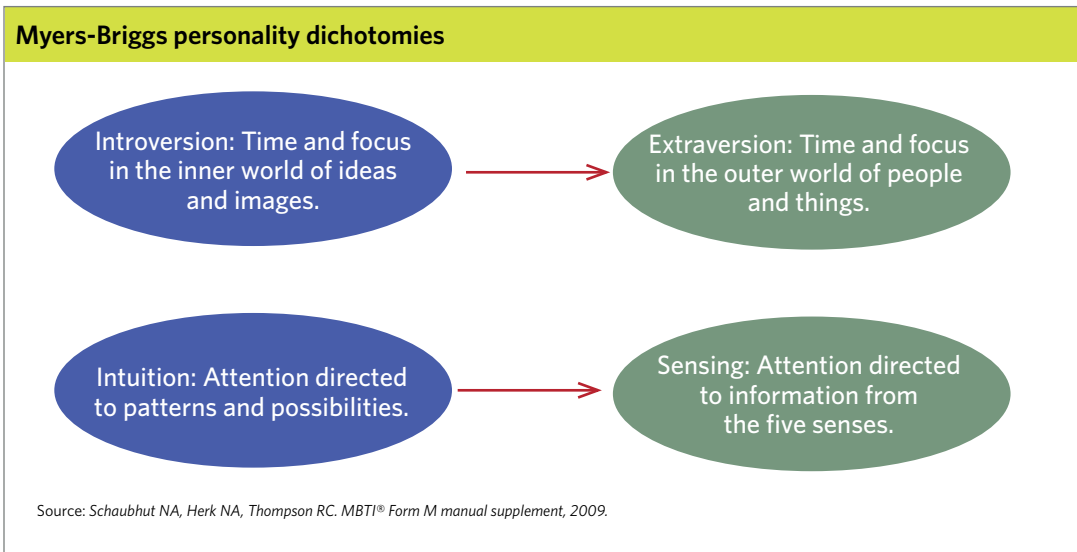 Myers-Briggs personality dichotomies
Introversion: Time and focus
in the inner world of ideas
and images.
Extraversion: Time and focus
in the outer world of people
and things.
Intuition: Attention directed
to patterns and possibilities.
Sensing: Attention directed
to information from
the five senses.
Source: Schaubhut NA, Herk NA, Thompson RC. MBTI® Form M manual supplement, 2009.